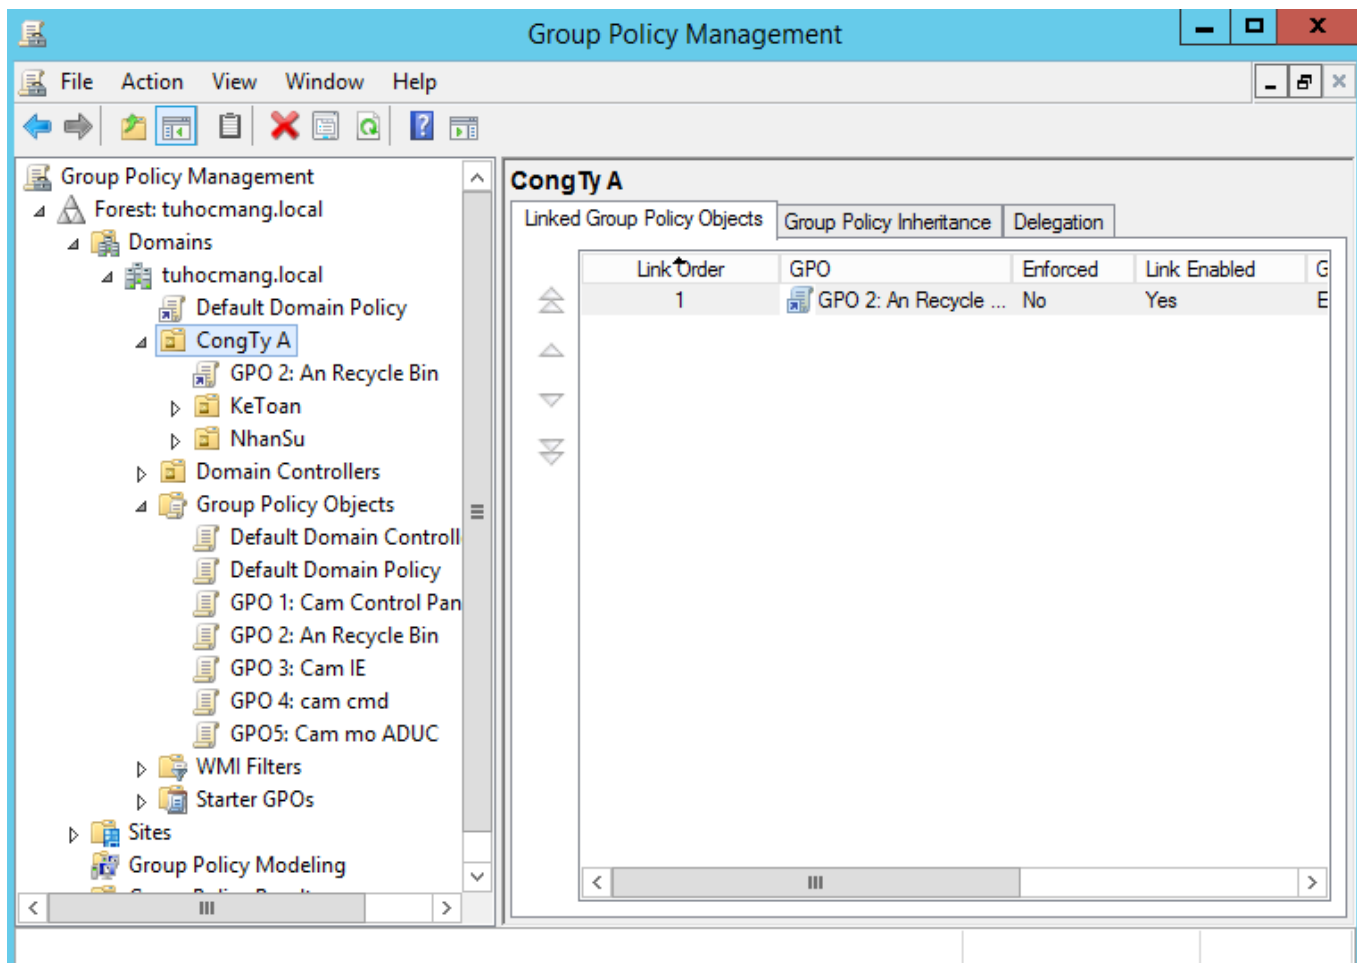 Group Policy Management
File Action View Window Help
Group Policy Management
Forest: tuhocmang.local
Domains
tuhocmang.local
Default Domain Policy
CongTy A
GPO 2: An Recycle Bin
KeToan
NhanSu
Domain Controllers
Group Policy Objects
Default Domain Controll
Default Domain Policy
GPO 1: Cam Control Pan
GPO 2: An Recycle Bin
GPO 3: Cam IE
GPO 4: cam cmd
GPO5: Cam mo ADUC
WMI Filters
Starter GPOs
Sites
Group Policy Modeling
CongTy A
Linked Group Policy Objects Group Policy Inheritance Delegation
Link Order GPO Enforced Link Enabled G
1 GPO 2: An Recycle ... No Yes E